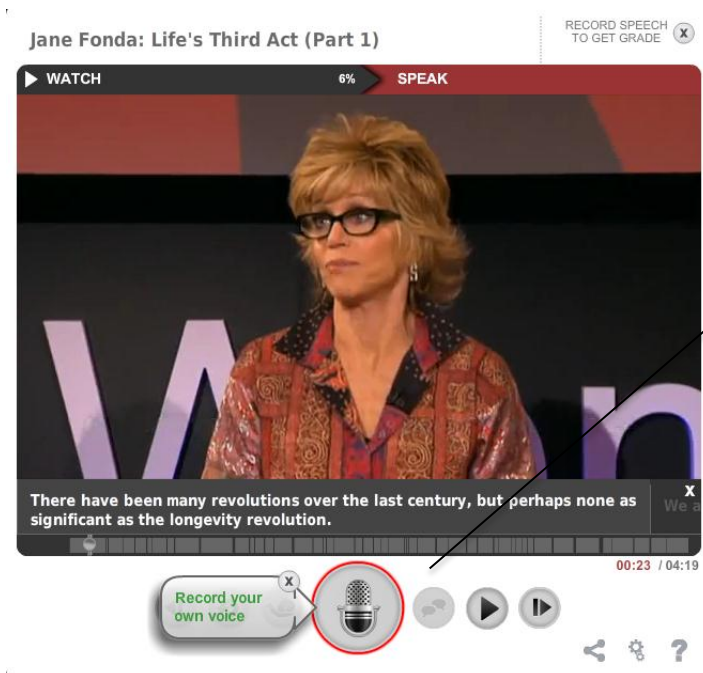 Jane Fonda: Life's Third Act (Part 1)
RECORD SPEECH
TO GET GRADE
X
WATCH
6%
SPEAK
W
n
There have been many revolutions over the last century, but perhaps none as
significant as the longevity revolution.
X
We a
00:23 / 04:19
X
Record your
own voice
?